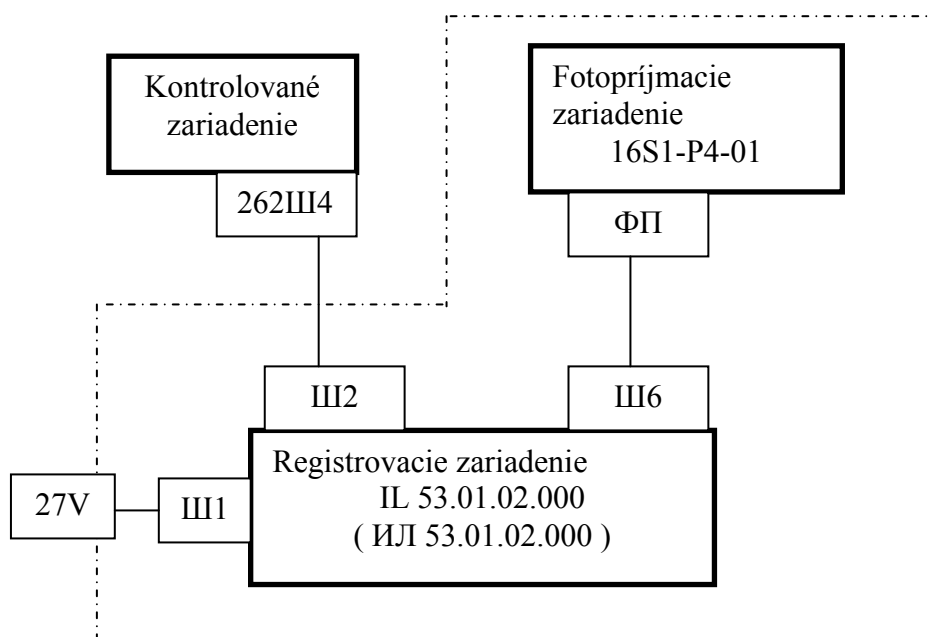 Kontrolované
zariadenie
262Ш4
Fotopríjmacie
zariadenie
16S1-P4-01
ФП
Ш2
Ш6
27V
Ш1
Registrovacie zariadenie
IL 53.01.02.000
( ИЛ 53.01.02.000 )